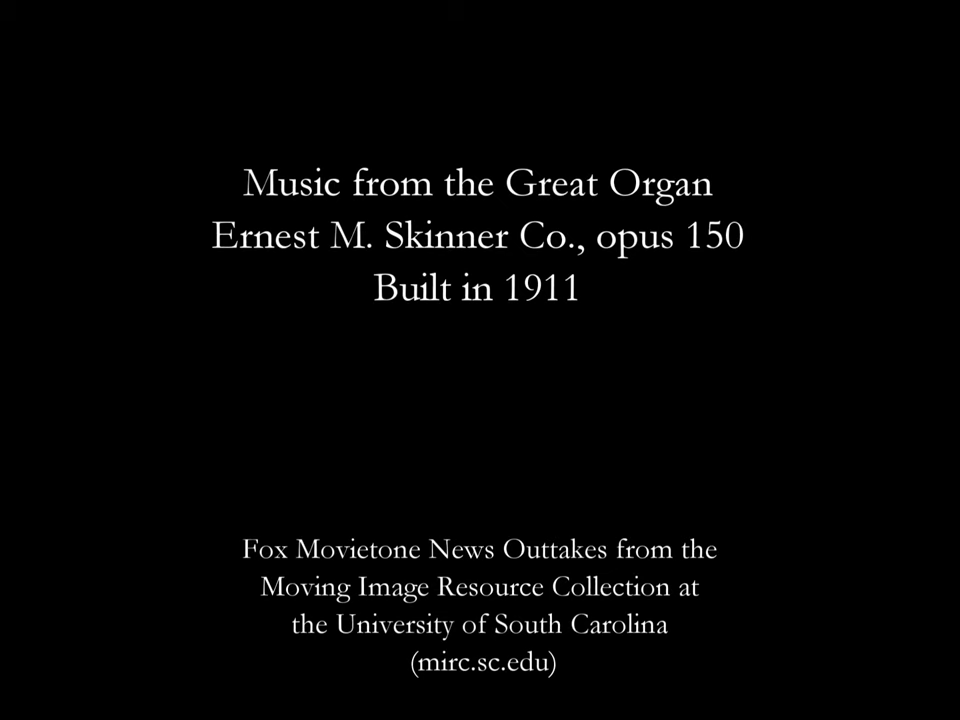 Music from the Great Organ
Ernest M. Skinner Co., opus 150
Built in 1911
Fox Movietone News Outtakes from the
Moving Image Resource Collection at
the University of South Carolina
(mirc.sc.edu)